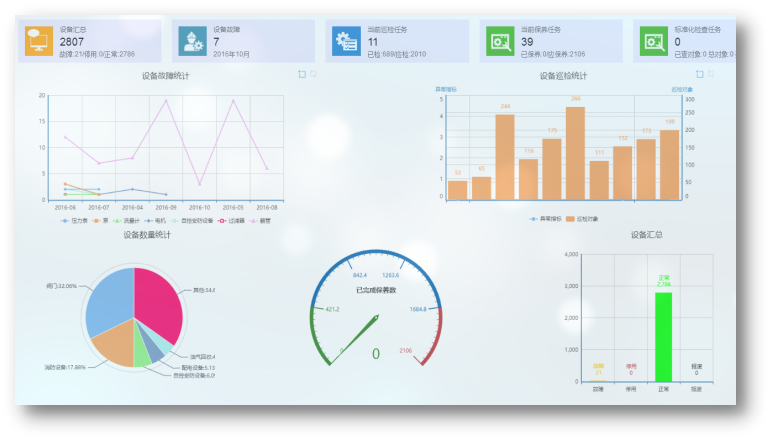 设备汇总
2807
故障:21/停用:0/正常:2786
设备故障
7
2016年10月
当前巡检任务
11
已检:689/应检:2010
当前保养任务
39
已保养:0/应保养:2106
标准化检查任务
0
已查对象:0 总对象:0
设备故障统计
20
15
10
5
0
2016-06 2016-07 2016-04 2016-09 2016-10 2016-05 2016-08
压力表 泵 流量计 电机 自控安防设备 过滤器 储管
设备巡检统计
异常指标 巡检对象
5
4
3
2
1
0
300
250
200
150
100
50
0
53 65 244 116 175 266 111 152 173 199
异常指标 巡检对象
设备数量统计
阀门:32.06%
其他:34.
油气回收:4
配电设备:5.13
自控安防设备:6.0
消防设备:17.88%
已完成保养数
0
421.2
842.4
1263.6
1684.8
2106
0
设备汇总
4,000
3,000
2,000
1,000
0
故障
21
停用
0
正常
2,786
报废
0
故障 停用 正常 报废